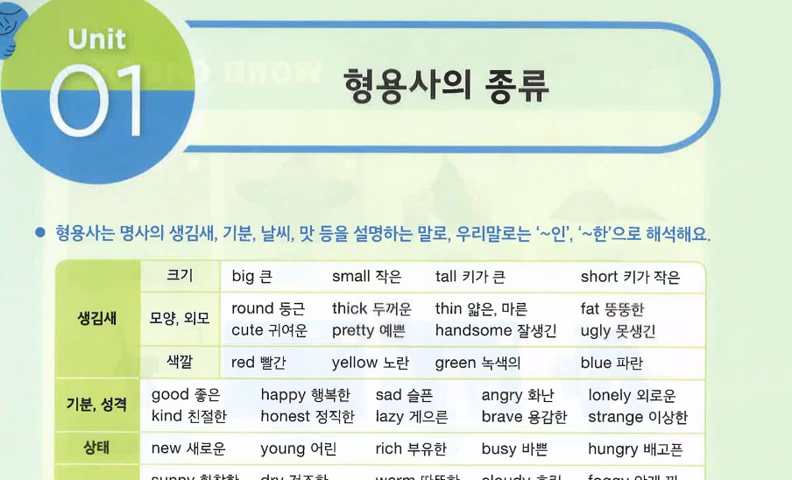 Unit
01
형용사의 종류
● 형용사는 명사의 생김새, 기분, 날씨, 맛 등을 설명하는 말로, 우리말로는 ‘~인’, ‘~한’으로 해석해요.
생김새
크기 big 큰 small 작은 tall 키가 큰 short 키가 작은
모양, 외모
round 둥근 thick 두꺼운 thin 얇은, 마른 fat 뚱뚱한
cute 귀여운 pretty 예쁜 handsome 잘생긴 ugly 못생긴
색깔 red 빨간 yellow 노란 green 녹색의 blue 파란
기분, 성격
good 좋은 happy 행복한 sad 슬픈 angry 화난 lonely 외로운
kind 친절한 honest 정직한 lazy 게으른 brave 용감한 strange 이상한
상태 new 새로운 young 어린 rich 부유한 busy 바쁜 hungry 배고픈
sunny dry warm cloudy foggy